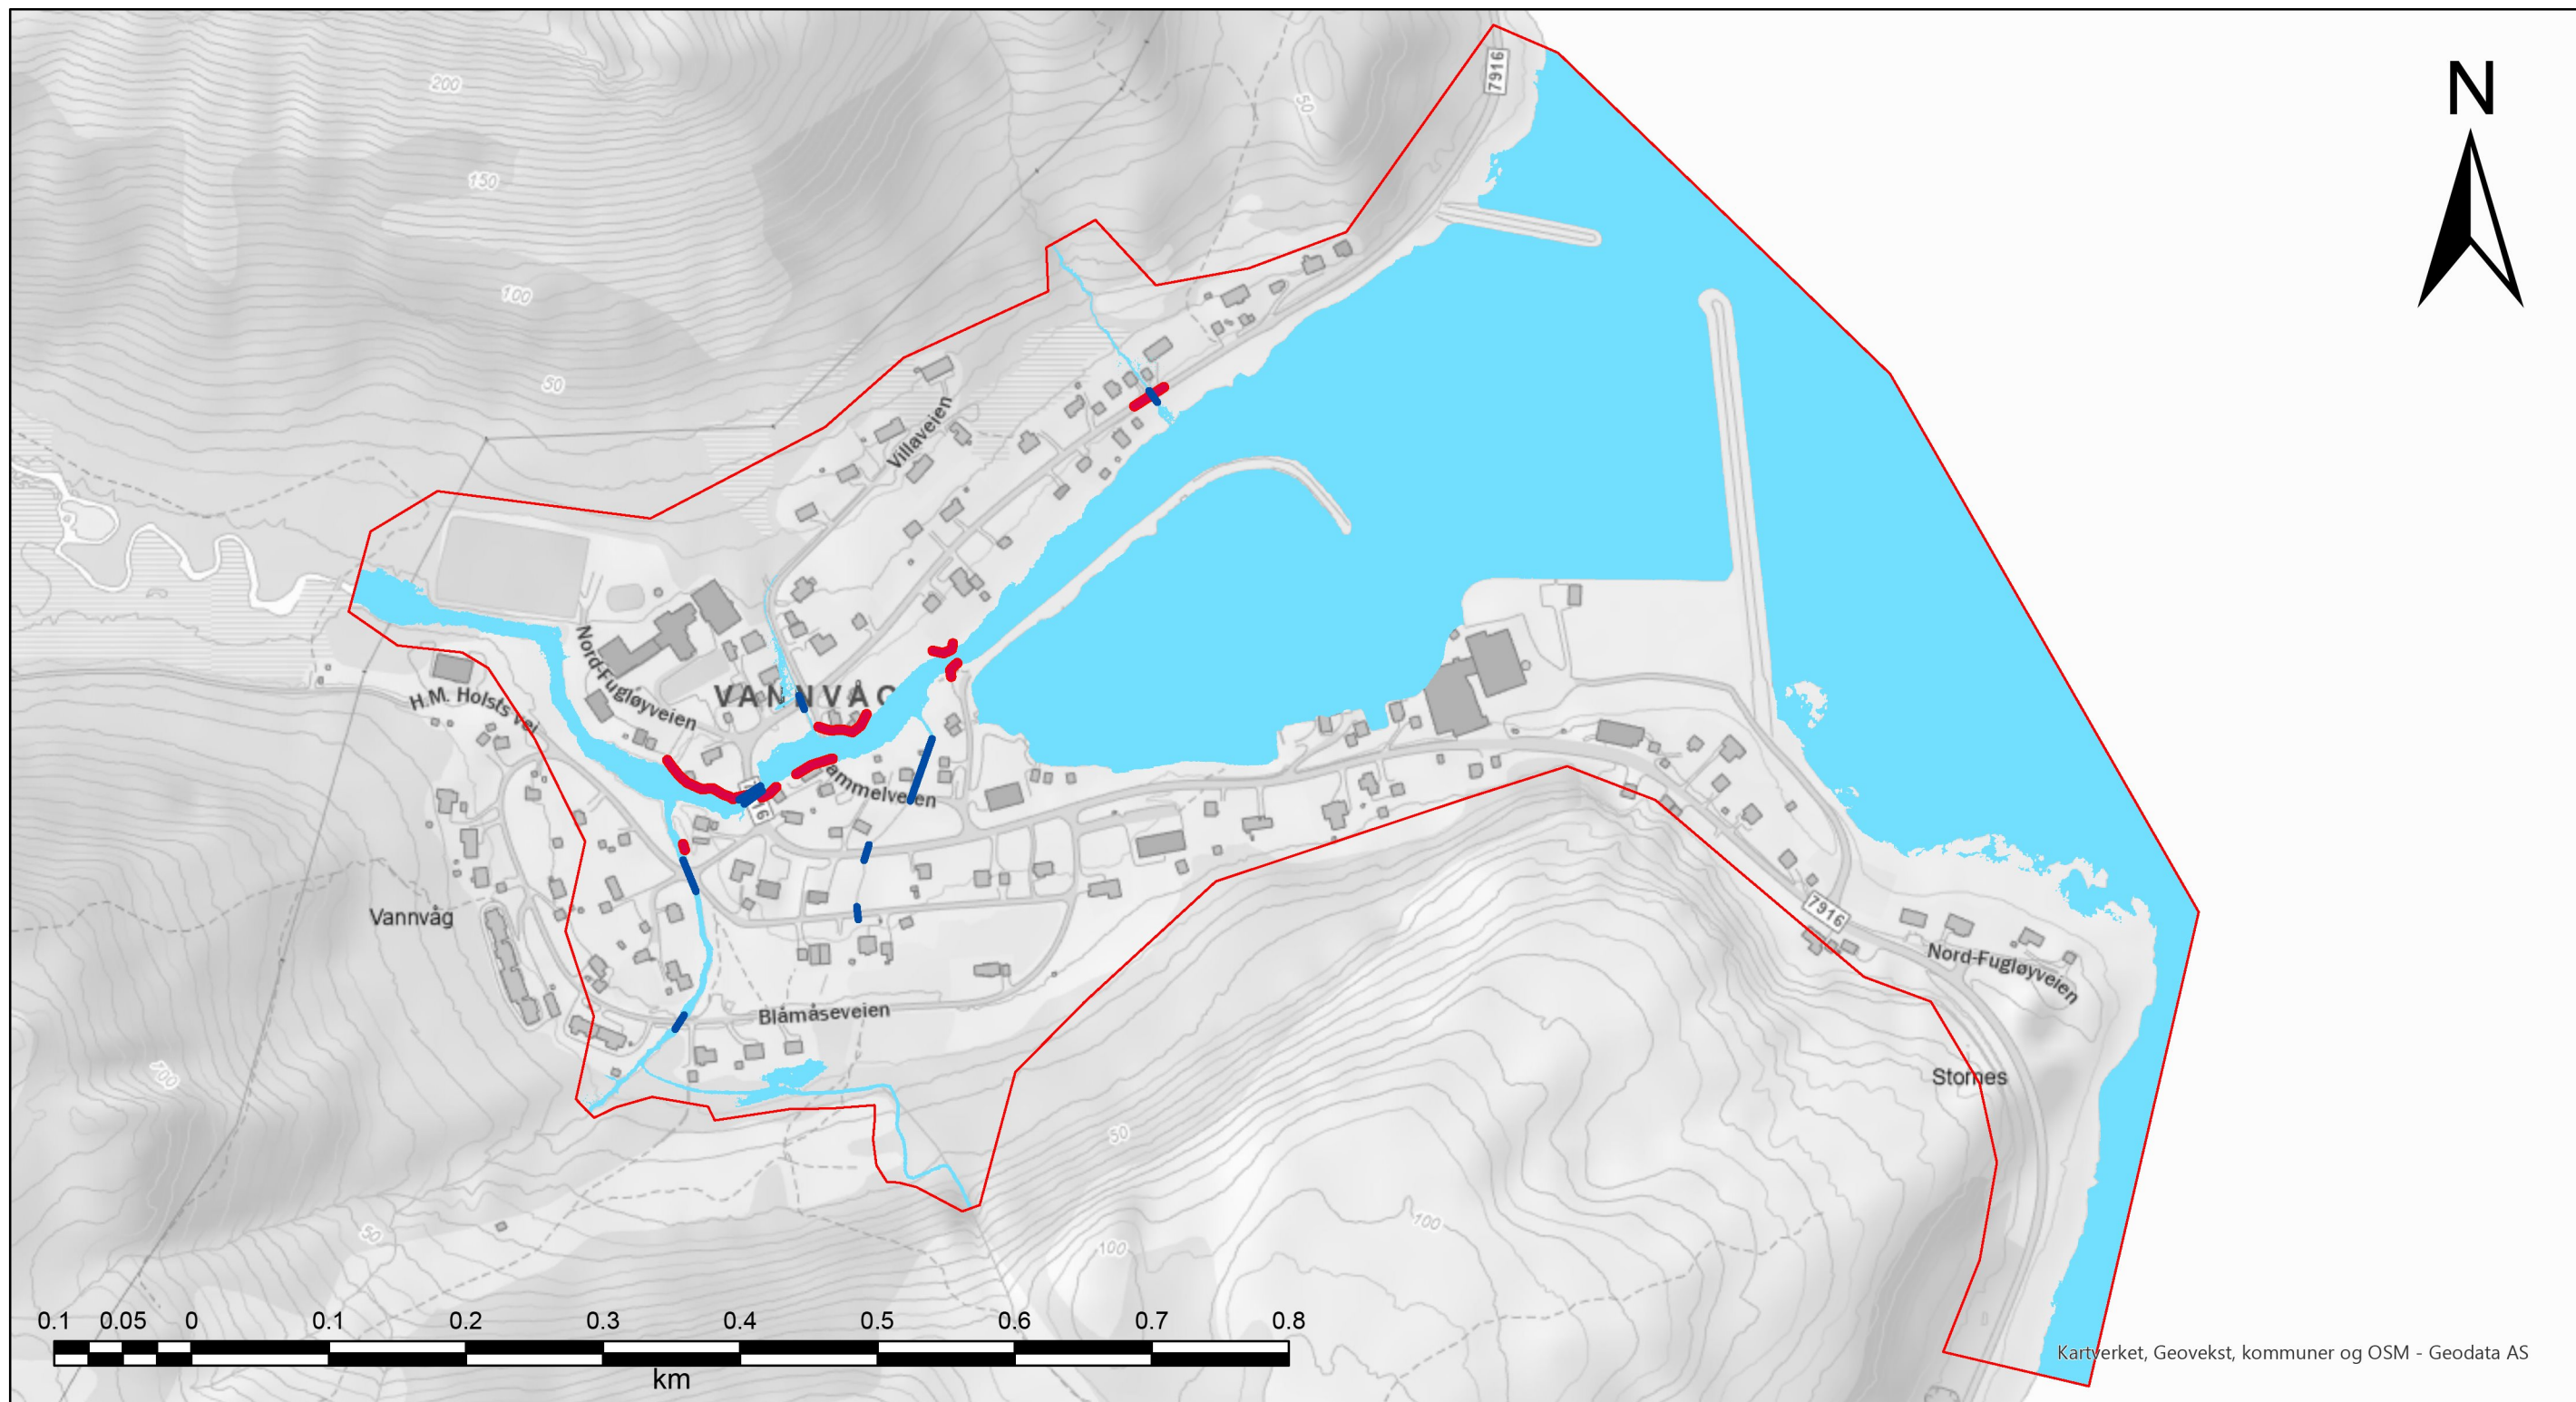 N
7916
200
50
150
100
50
Villaveien
Nord-Fugløyveien
VANNVÅG
H.M. Holsts vei
Vannvåg
7916
Nord-Fugløyveien
Blåmåseveien
Stornes
50
50
100
100
0.1 0.05 0 0.1 0.2 0.3 0.4 0.5 0.6 0.7 0.8
km
Kartverket, Geovekst, kommuner og OSM - Geodata AS